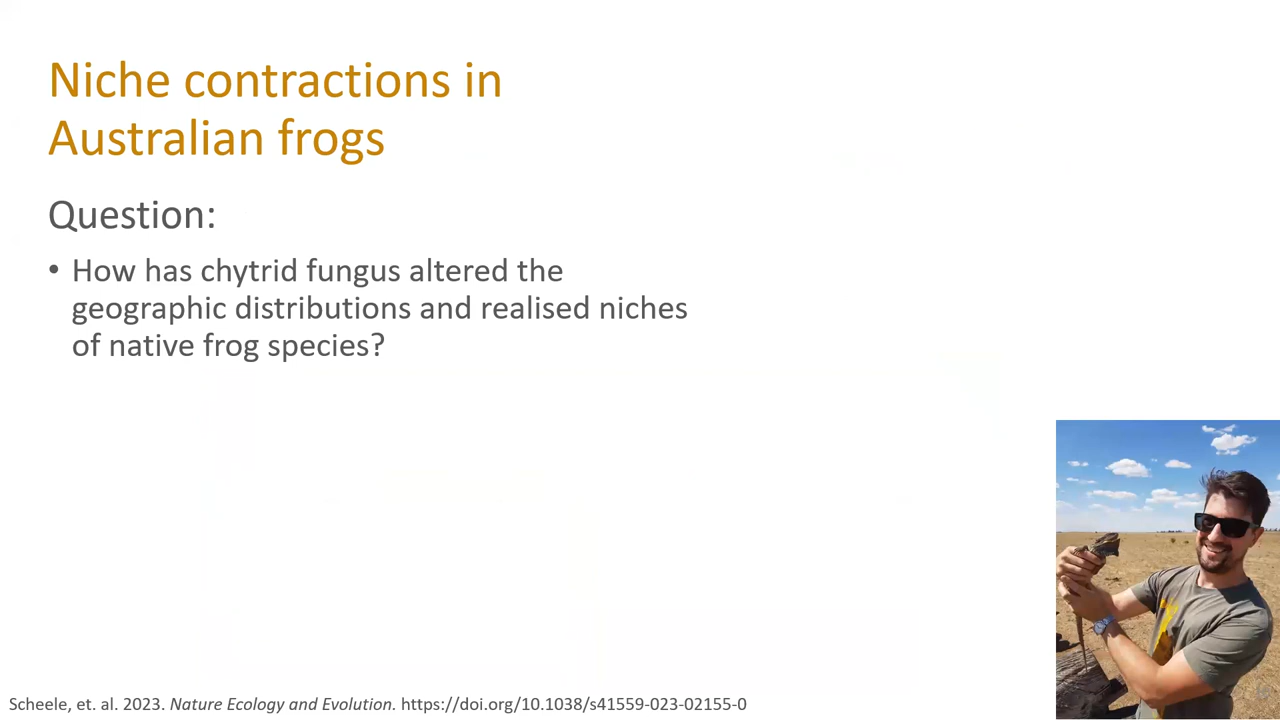 Niche contractions in
Australian frogs
Question:
• How has chytrid fungus altered the
geographic distributions and realised niches
of native frog species?
Scheele, et. al. 2023. Nature Ecology and Evolution. https://doi.org/10.1038/s41559-023-02155-0